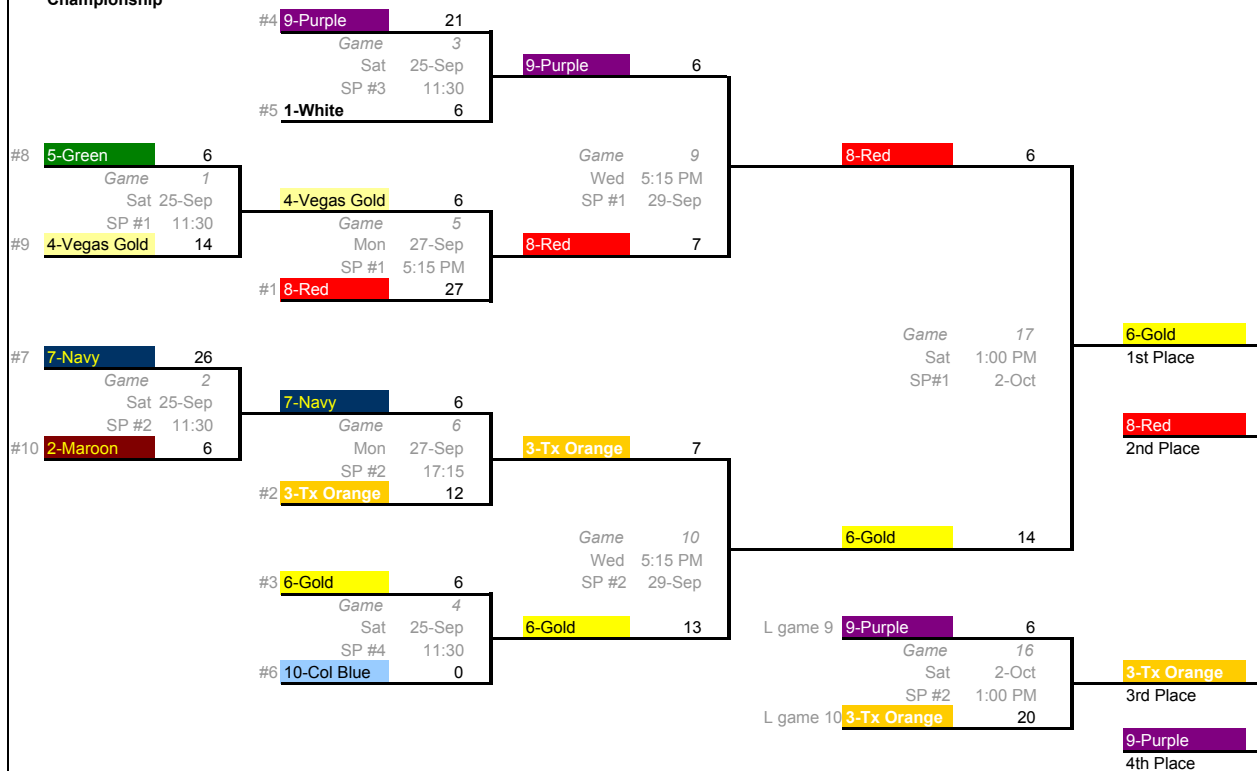 Championship
#4 9-Purple 21
Game 3
Sat 25-Sep
SP #3 11:30
#5 1-White 6
9-Purple 6
#8 5-Green 6
Game 1
Sat 25-Sep
SP #1 11:30
#9 4-Vegas Gold 14
4-Vegas Gold 6
Game 5
Mon 27-Sep
SP #1 5:15 PM
#1 8-Red 27
Game 9
Wed 5:15 PM
SP #1 29-Sep
8-Red 7
8-Red 6
#7 7-Navy 26
Game 2
Sat 25-Sep
SP #2 11:30
#10 2-Maroon 6
7-Navy 6
Game 6
Mon 27-Sep
SP #2 17:15
#2 3-Tx Orange 12
3-Tx Orange 7
Game 10
Wed 5:15 PM
SP #2 29-Sep
#3 6-Gold 6
Game 4
Sat 25-Sep
SP #4 11:30
#6 10-Col Blue 0
6-Gold 13
Game 17
Sat 1:00 PM
SP#1 2-Oct
6-Gold 14
6-Gold
1st Place
8-Red
2nd Place
L game 9 9-Purple 6
Game 16
Sat 2-Oct
SP #2 1:00 PM
L game 10 3-Tx Orange 20
3-Tx Orange
3rd Place
9-Purple
4th Place